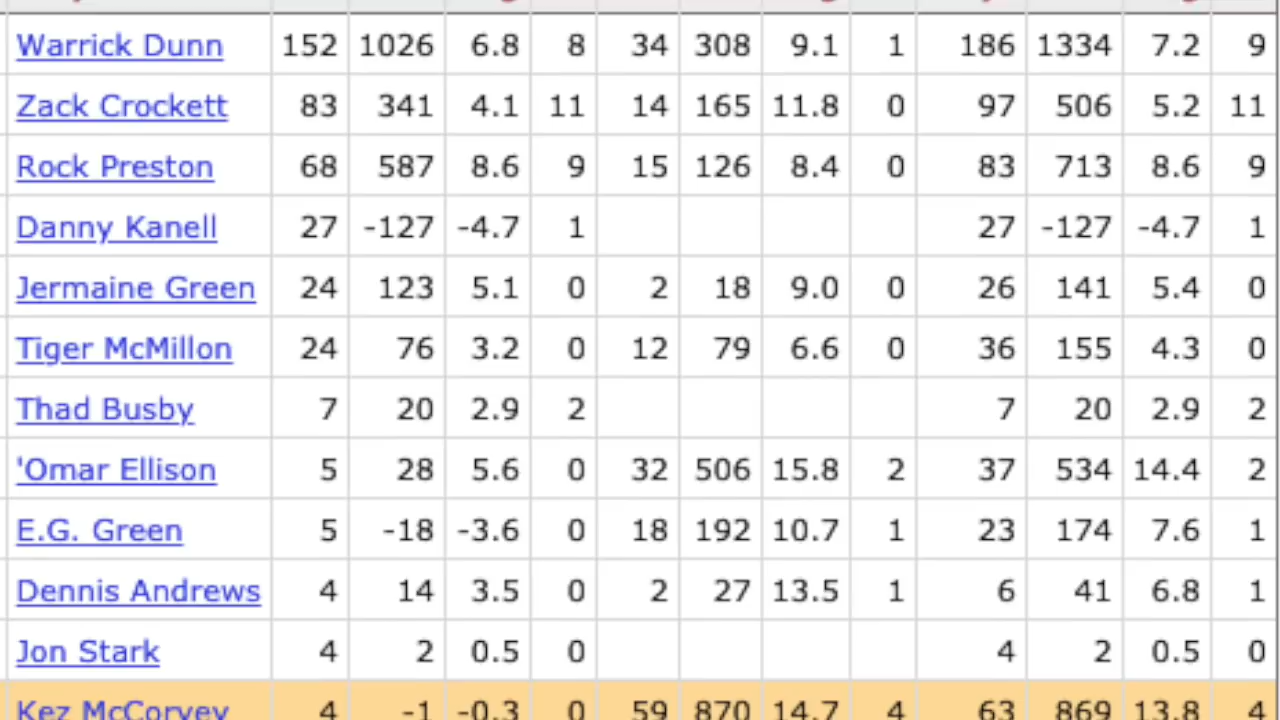 Warrick Dunn 152 1026 6.8 8 34 308 9.1 1 186 1334 7.2 9
Zack Crockett 83 341 4.1 11 14 165 11.8 0 97 506 5.2 11
Rock Preston 68 587 8.6 9 15 126 8.4 0 83 713 8.6 9
Danny Kanell 27 -127 -4.7 1 27 -127 -4.7 1
Jermaine Green 24 123 5.1 0 2 18 9.0 0 26 141 5.4 0
Tiger McMillon 24 76 3.2 0 12 79 6.6 0 36 155 4.3 0
Thad Busby 7 20 2.9 2 7 20 2.9 2
'Omar Ellison 5 28 5.6 0 32 506 15.8 2 37 534 14.4 2
E.G. Green 5 -18 -3.6 0 18 192 10.7 1 23 174 7.6 1
Dennis Andrews 4 14 3.5 0 2 27 13.5 1 6 41 6.8 1
Jon Stark 4 2 0.5 0 4 2 0.5 0
Kez McCorvey 4 -1 -0.3 0 59 870 14.7 4 63 869 13.8 4